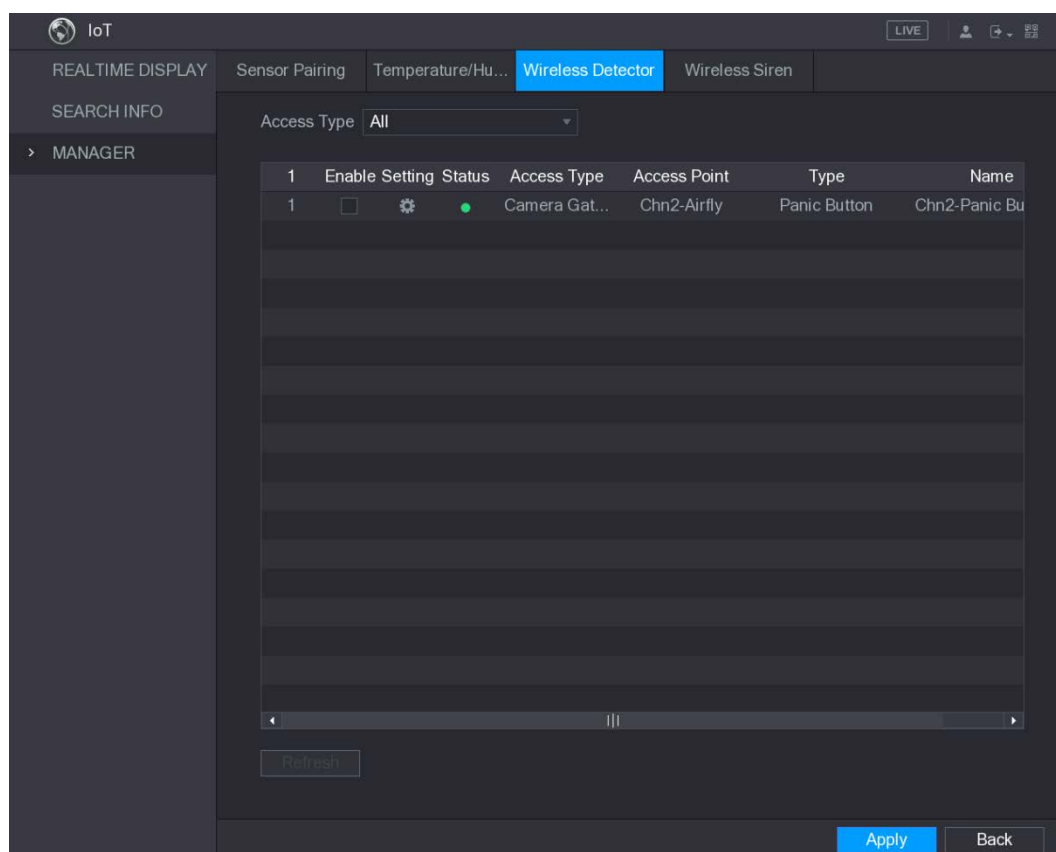 IoT LIVE
REALTIME DISPLAY
SEARCH INFO
MANAGER
Sensor Pairing Temperature/Hu... Wireless Detector Wireless Siren
Access Type All
1 Enable Setting Status Access Type Access Point Type Name
1 Camera Gat... Chn2-Airfly Panic Button Chn2-Panic Bu
Refresh
Apply Back